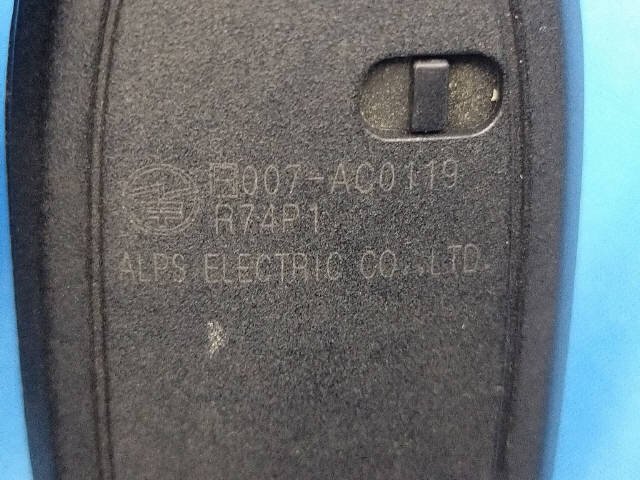 R007-AC0119
R74P1
ALPS ELECTRIC CO.,LTD.